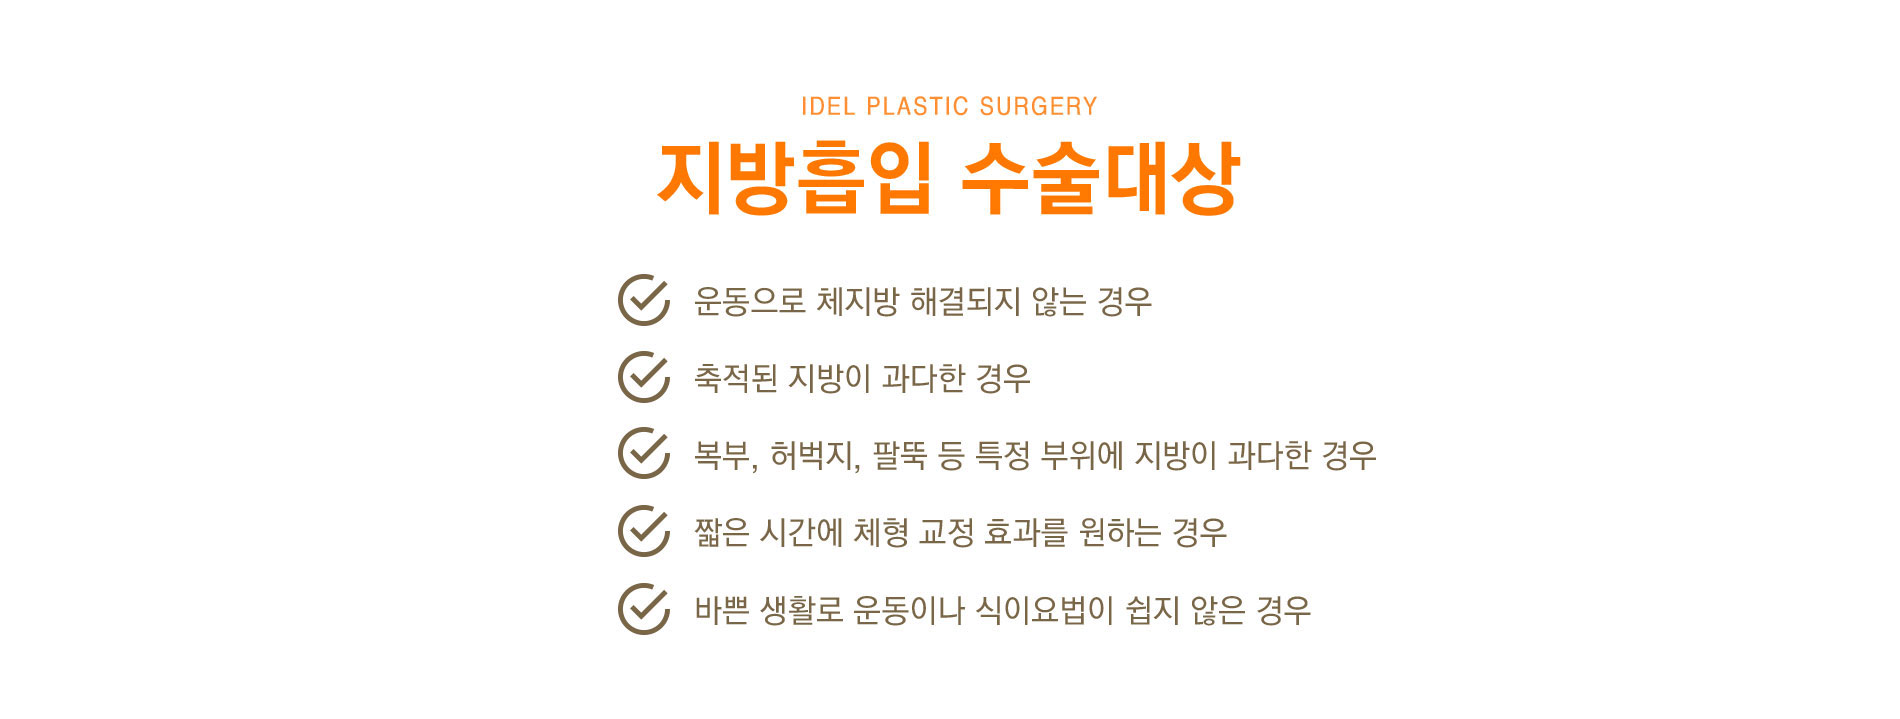 IDEL PLASTIC SURGERY
지방흡입 수술대상
운동으로 체지방 해결되지 않는 경우
축적된 지방이 과다한 경우
복부, 허벅지, 팔뚝 등 특정 부위에 지방이 과다한 경우
짧은 시간에 체형 교정 효과를 원하는 경우
바쁜 생활로 운동이나 식이요법이 쉽지 않은 경우